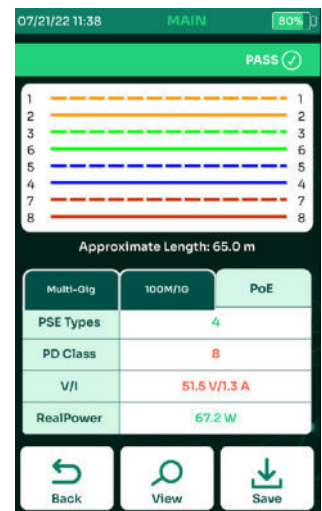 07/21/22 11:38 MAIN 80%
PASS
1 1
2 2
3 3
6 6
5 5
4 4
7 7
8 8
Approximate Length: 65.0 m
Multi-Gig 100M/1G PoE
PSE Types 4
PD Class 8
V/I 51.5 V/1.3 A
RealPower 67.2 W
Back View Save